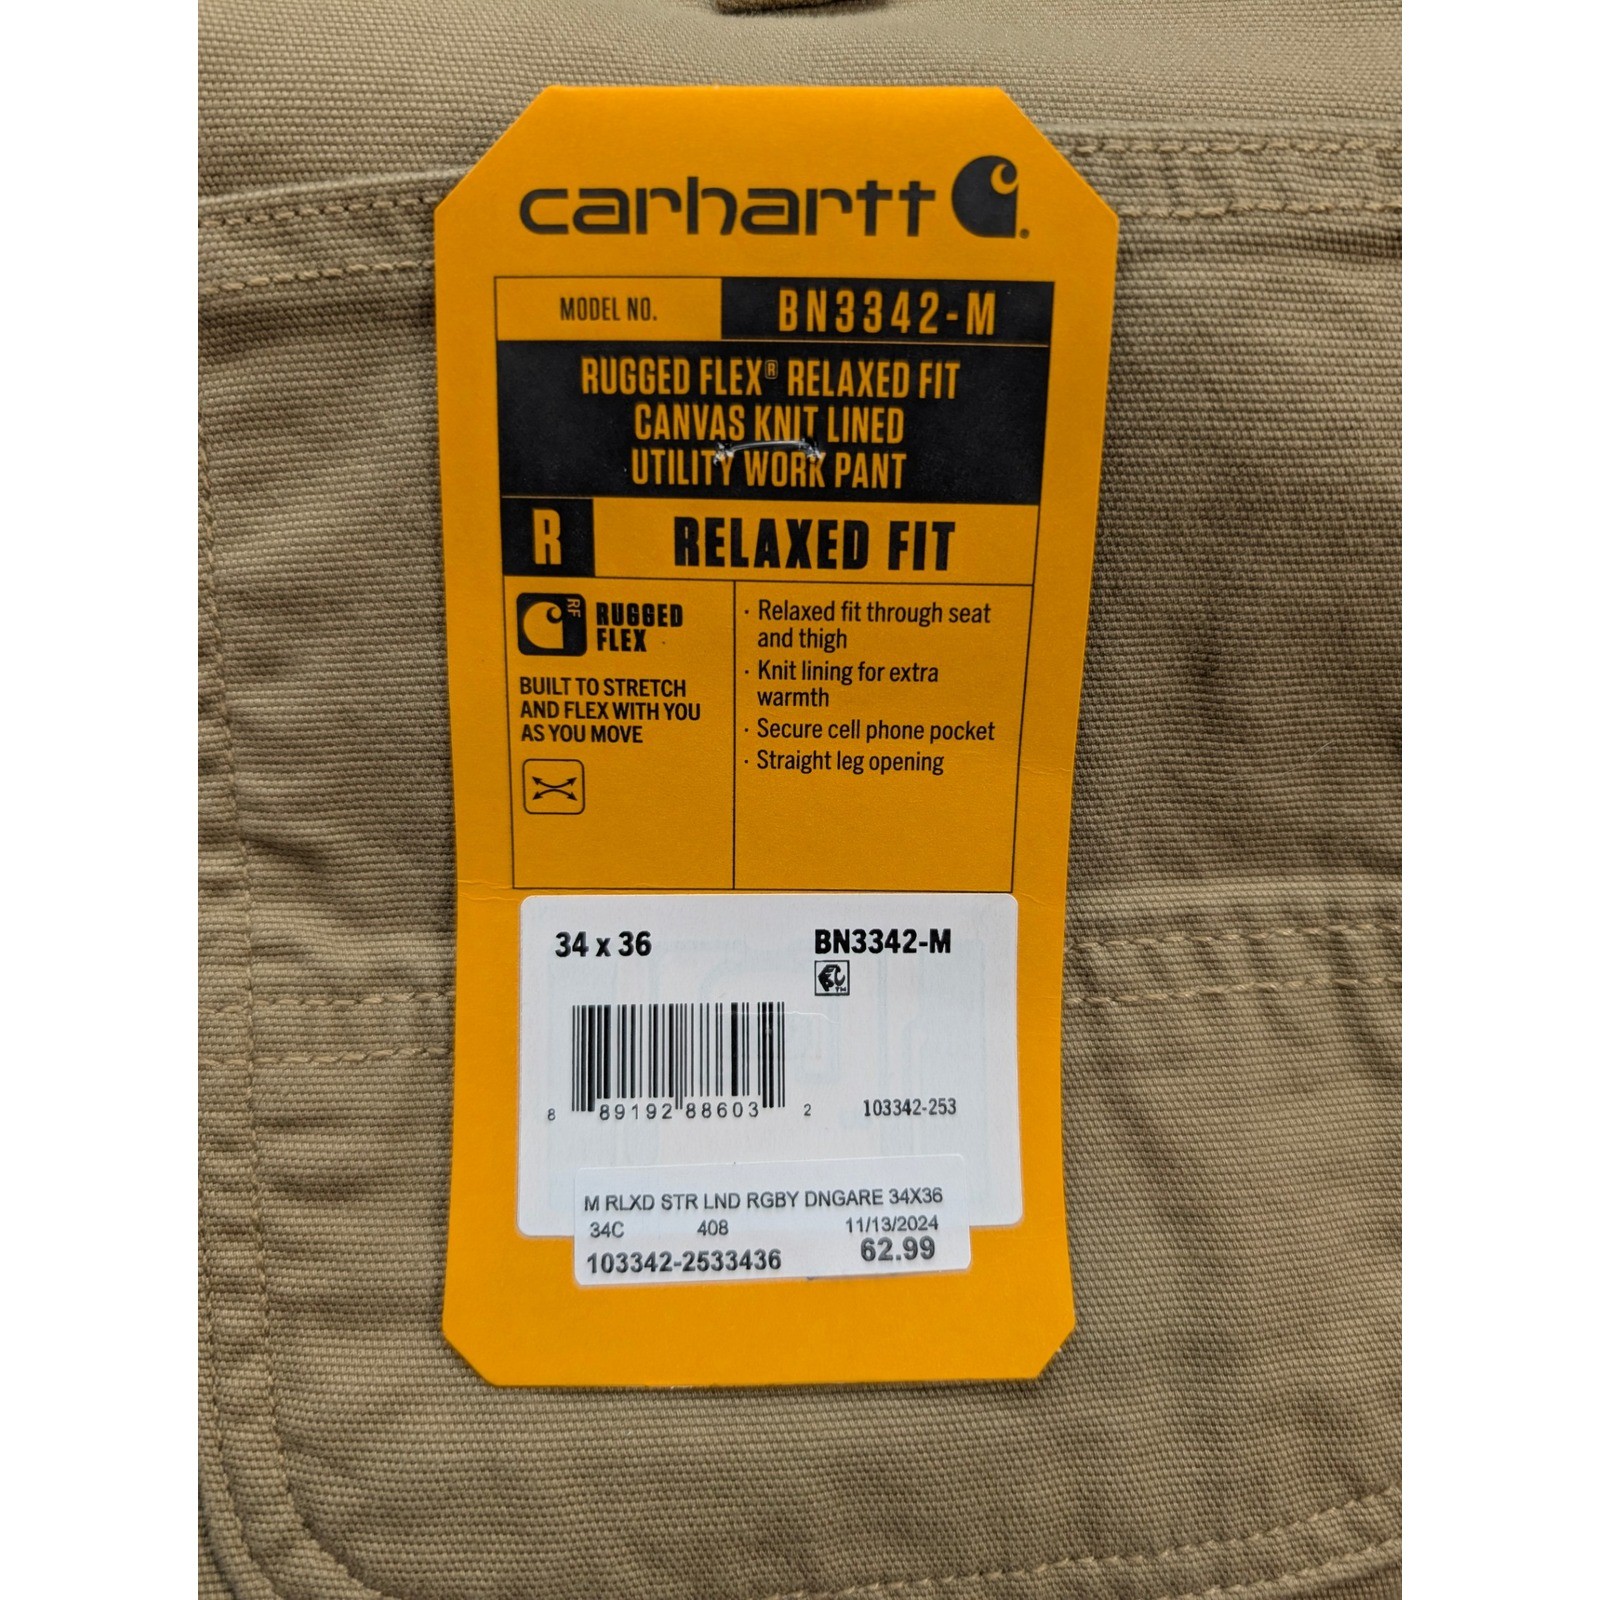 carhartt
MODEL NO. BN3342-M
RUGGED FLEX® RELAXED FIT
CANVAS KNIT LINED
UTILITY WORK PANT
R RELAXED FIT
RF
RUGGED
FLEX
BUILT TO STRETCH
AND FLEX WITH YOU
AS YOU MOVE
· Relaxed fit through seat
and thigh
· Knit lining for extra
warmth
· Secure cell phone pocket
· Straight leg opening
34 x 36 BN3342-M
8 89192 88603 2 103342-253
M RLXD STR LND RGBY DNGARE 34X36
34C 408 11/13/2024
103342-2533436 62.99